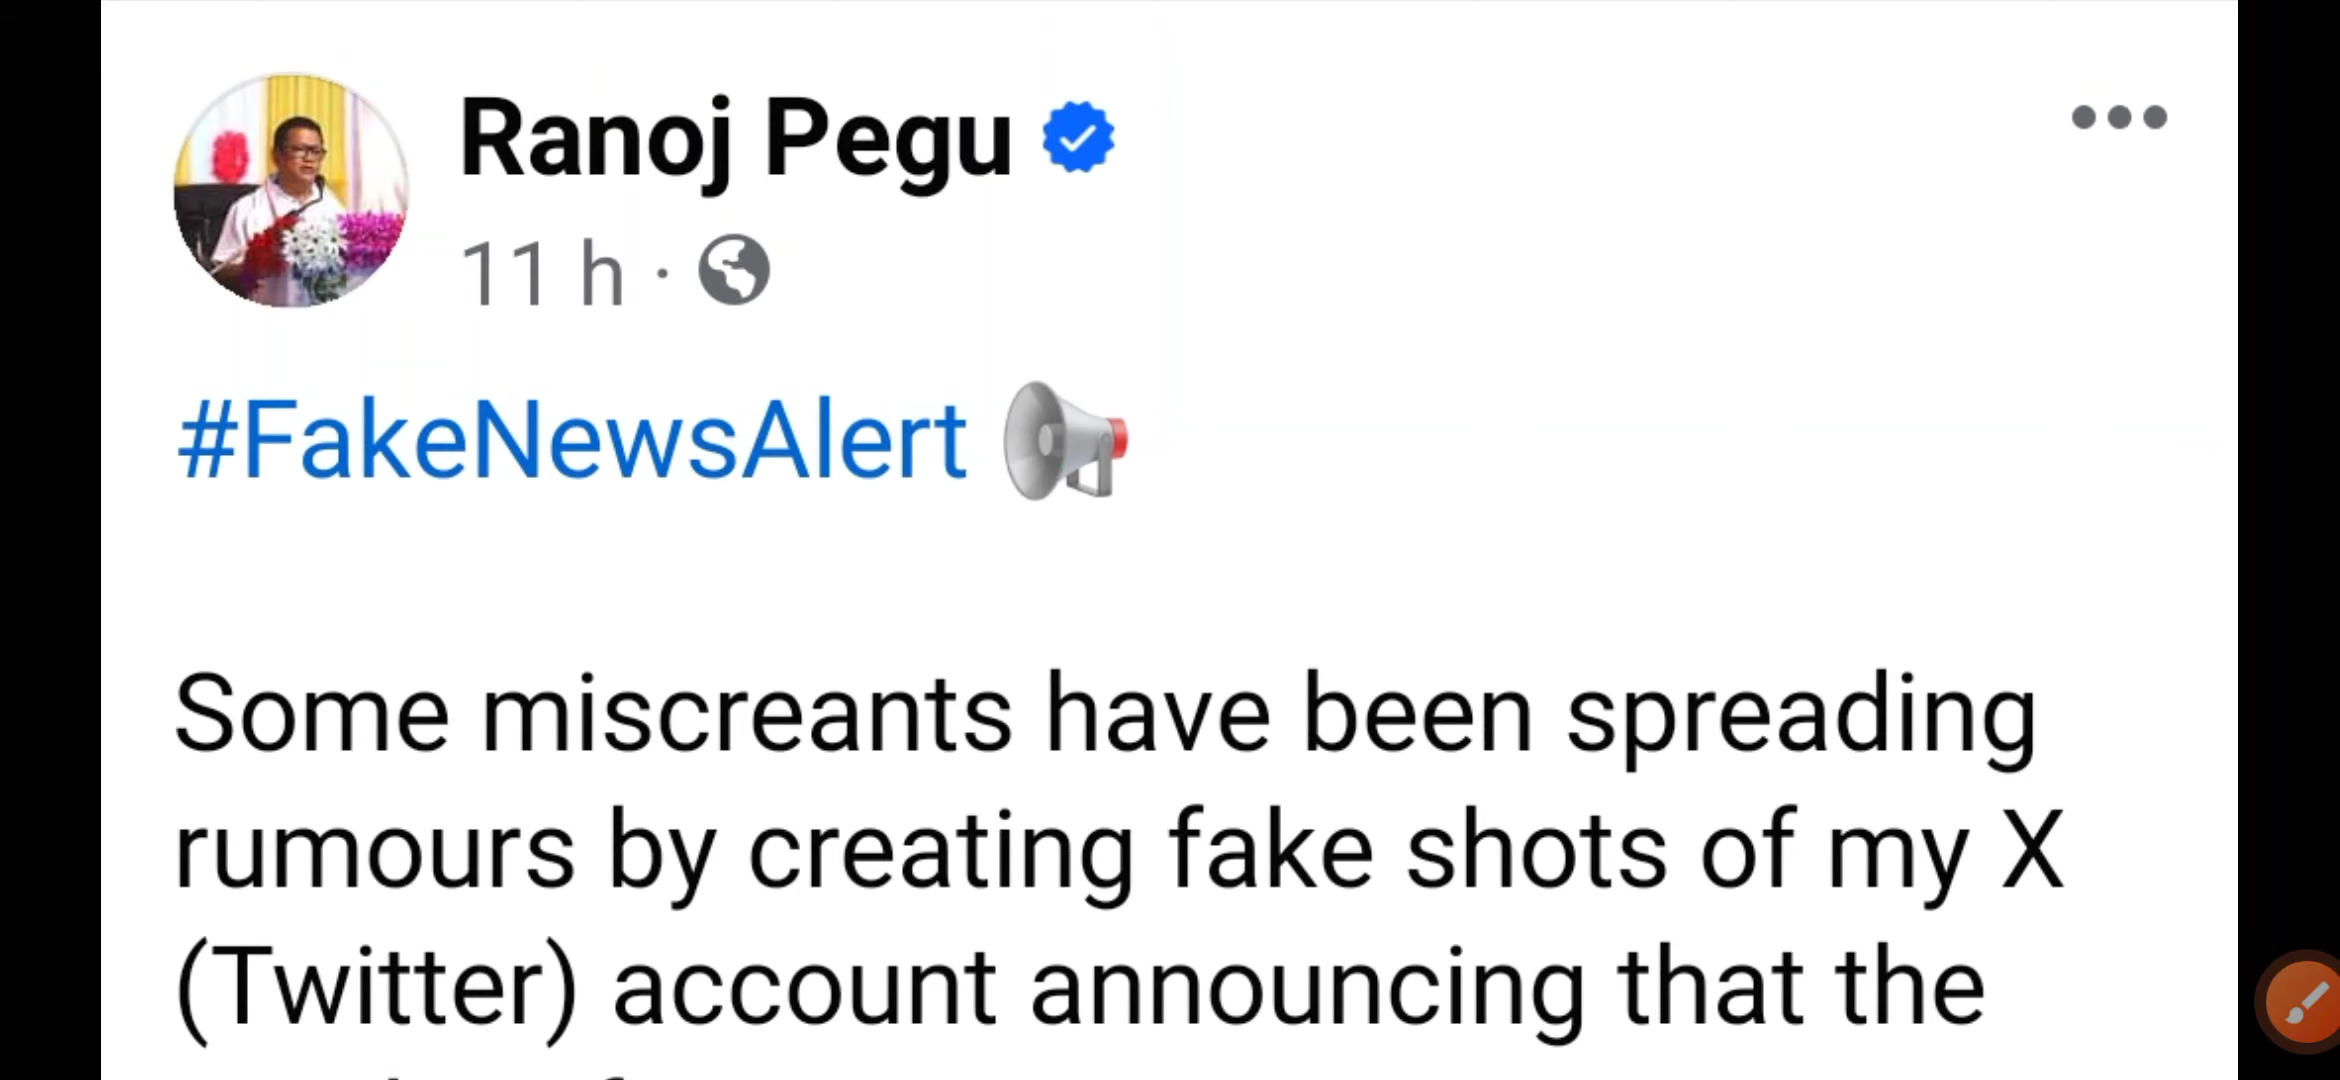 Ranoj Pegu
11 h ·
#FakeNewsAlert
Some miscreants have been spreading
rumours by creating fake shots of my X
(Twitter) account announcing that the